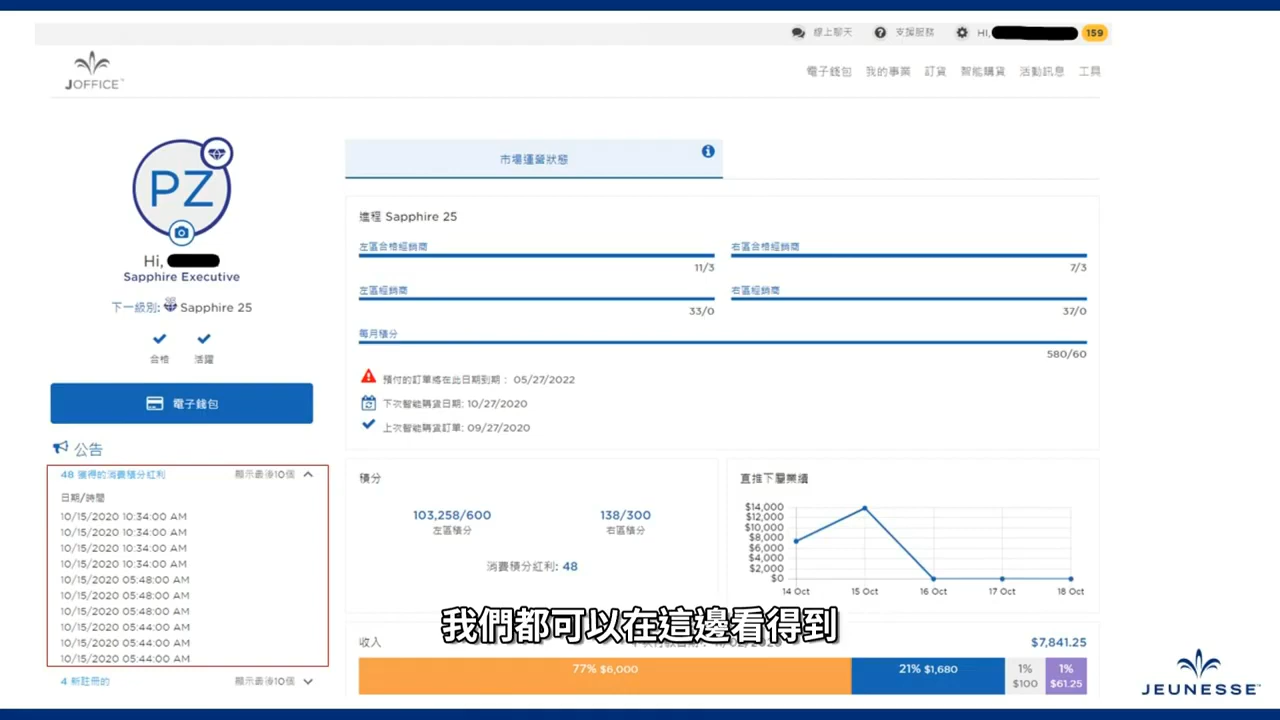 線上聊天 支援服務 HI, 159
JOFFICE
電子錢包 我的事業 訂貨 智能購貨 活動訊息 工具
PZ
Hi,
Sapphire Executive
下一級別: Sapphire 25
合格 活躍
電子錢包
公告
48 獲得的消費積分紅利 顯示最後10個
日期/時間
10/15/2020 10:34:00 AM
10/15/2020 10:34:00 AM
10/15/2020 10:34:00 AM
10/15/2020 10:34:00 AM
10/15/2020 05:48:00 AM
10/15/2020 05:48:00 AM
10/15/2020 05:48:00 AM
10/15/2020 05:44:00 AM
10/15/2020 05:44:00 AM
10/15/2020 05:44:00 AM
4 新註冊的 顯示最後10個
市場運營狀態
進程 Sapphire 25
左區合格經銷商 右區合格經銷商
11/3 7/3
左區經銷商 右區經銷商
33/0 37/0
每月積分
580/60
預付的訂單將在此日期到期： 05/27/2022
下次智能購貨日期: 10/27/2020
上次智能購貨訂單: 09/27/2020
積分
103,258/600 138/300
左區積分 右區積分
消費積分紅利: 48
直推下屬業績
$14,000
$12,000
$10,000
$8,000
$6,000
$4,000
$2,000
$0
14 Oct 15 Oct 16 Oct 17 Oct 18 Oct
我們都可以在這邊看得到
收入 $7,841.25
77% $6,000 21% $1,680 1% $100 1% $61.25
JEUNESSE